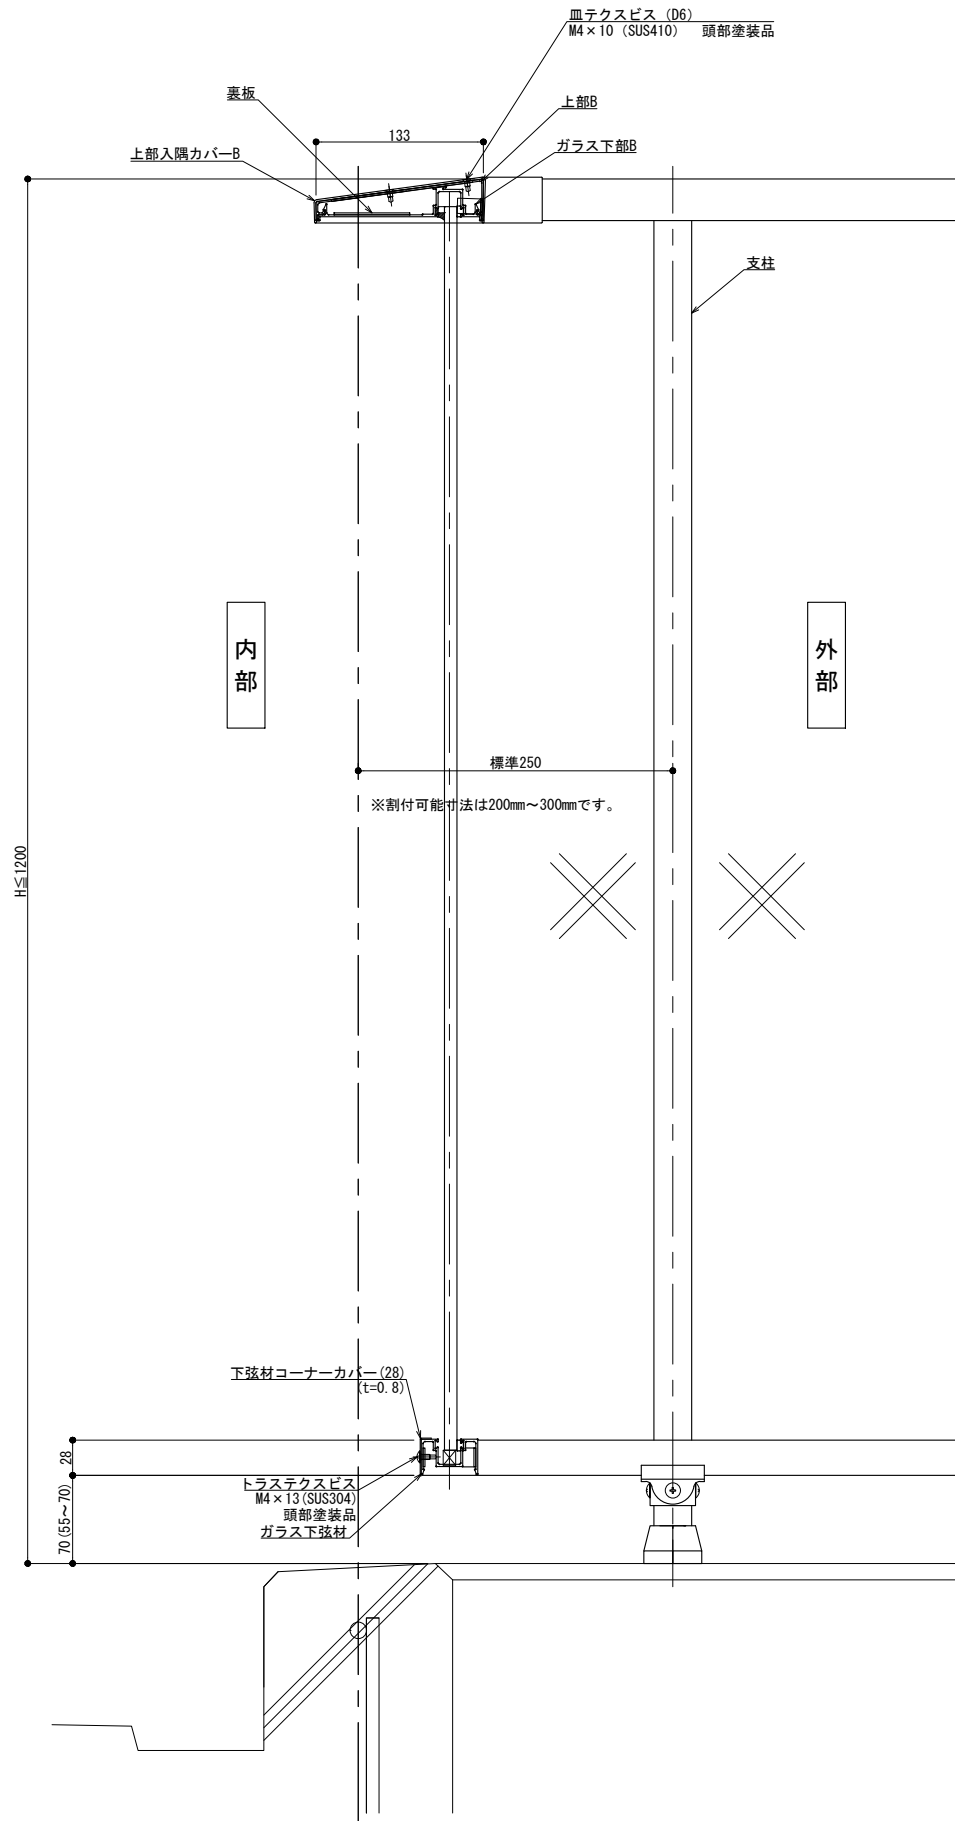 皿テクスビス (D6)
M4×10 (SUS410) 頭部塗装品
裏板
上部B
133
ガラス下部B
上部入隅カバーB
支柱
内部
外部
標準250
※割付可能寸法は200mm～300mmです。
H≦1200
下弦材コーナーカバー(28)
(t=0.8)
28
トラステクスビス
M4×13(SUS304)
頭部塗装品
ガラス下弦材
70(55～70)